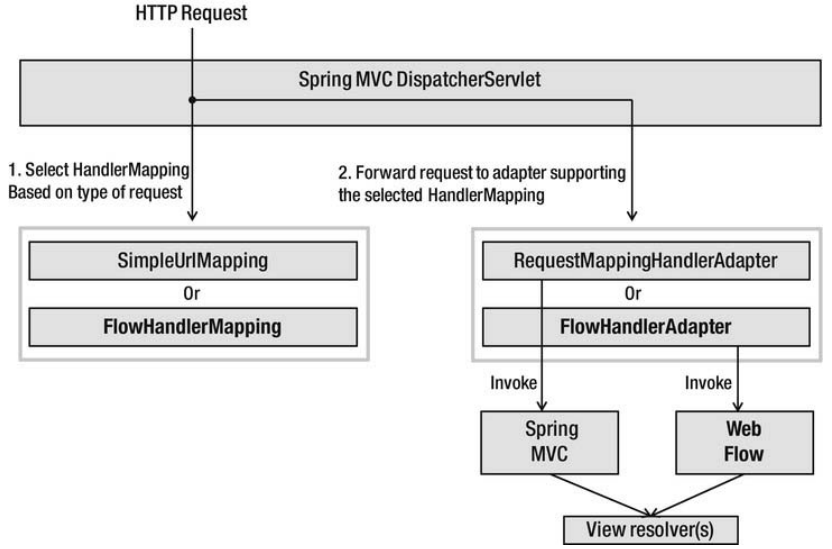 HTTP Request
Spring MVC DispatcherServlet
1. Select HandlerMapping
Based on type of request
2. Forward request to adapter supporting
the selected HandlerMapping
SimpleUrlMapping
Or
FlowHandlerMapping
RequestMappingHandlerAdapter
Or
FlowHandlerAdapter
Invoke
Invoke
Spring
MVC
Web
Flow
View resolver(s)